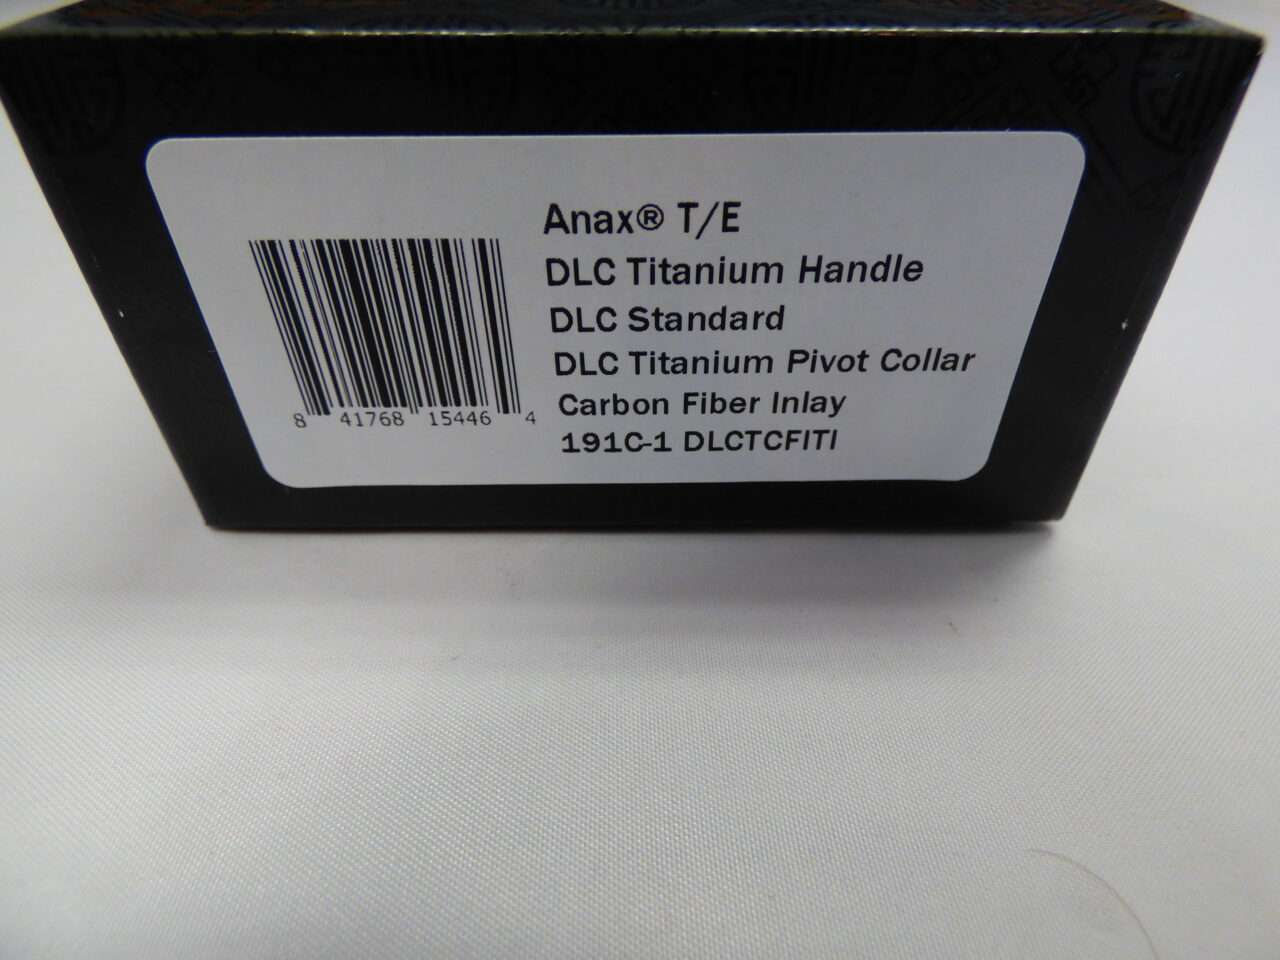 Anax® T/E
DLC Titanium Handle
DLC Standard
DLC Titanium Pivot Collar
Carbon Fiber Inlay
191C-1 DLCTCFITI
8 41768 15446 4